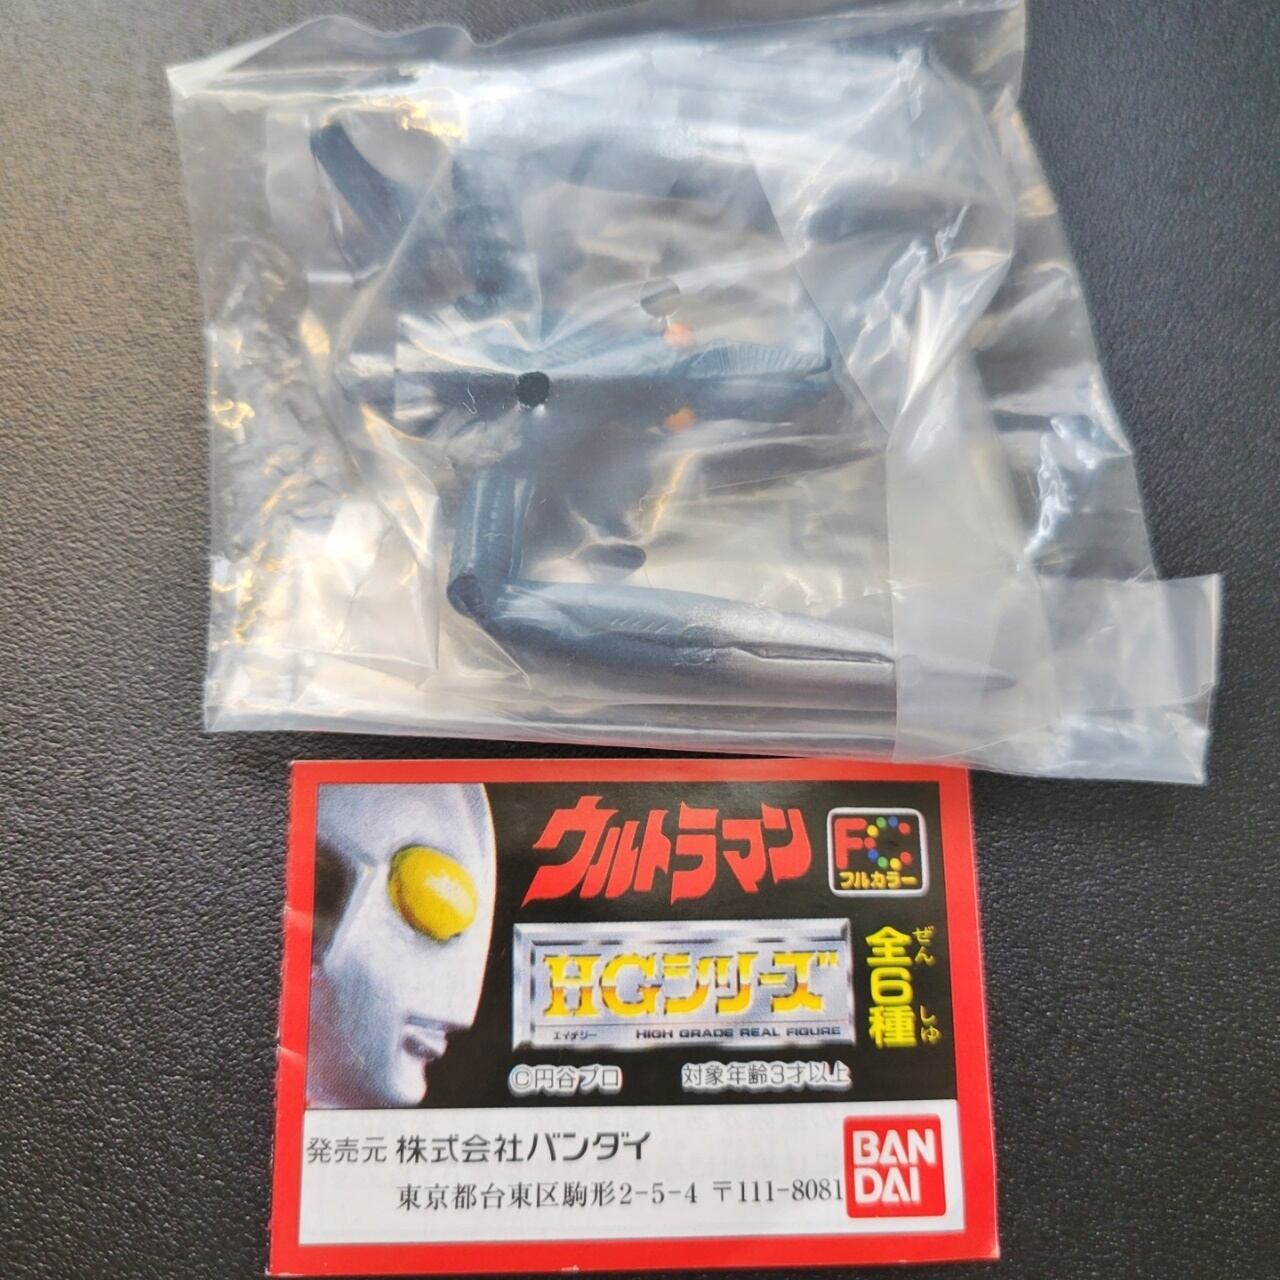 ウルトラマン
FC
フルカラー
HGシリーズ
エイチジー HIGH GRADE REAL FIGURE
ぜん しゅ
全6種
©円谷プロ 対象年齢3才以上
発売元 株式会社バンダイ
東京都台東区駒形2-5-4 〒111-8081
BAN
DAI